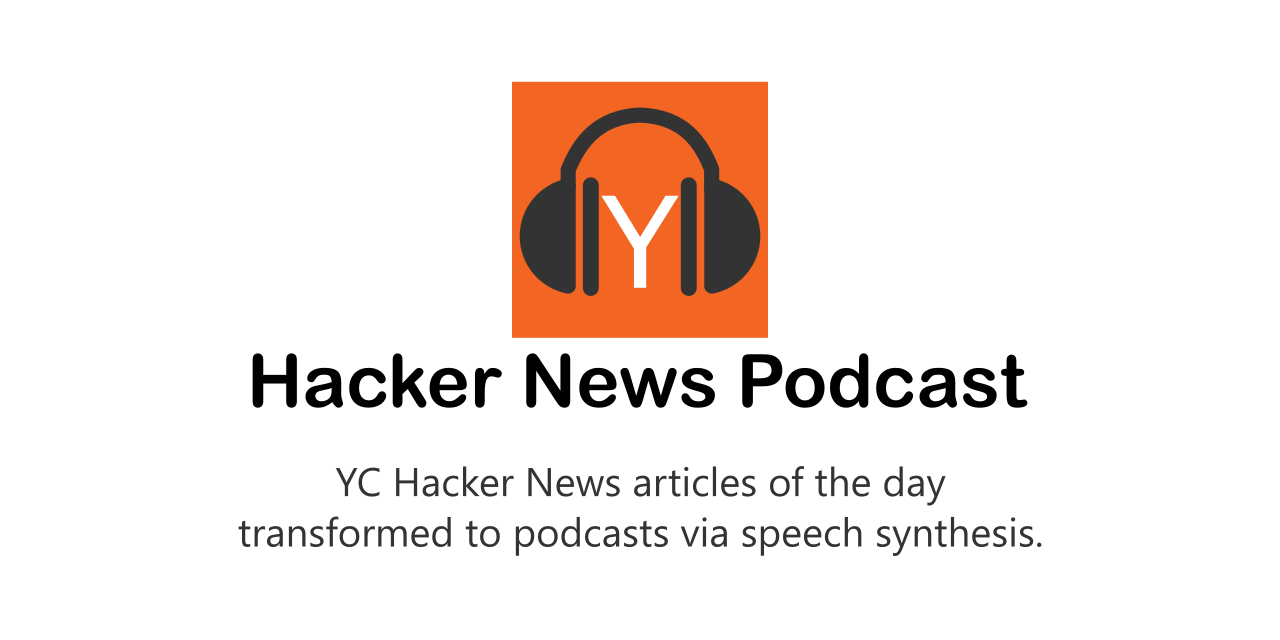 Y
Hacker News Podcast
YC Hacker News articles of the day
transformed to podcasts via speech synthesis.